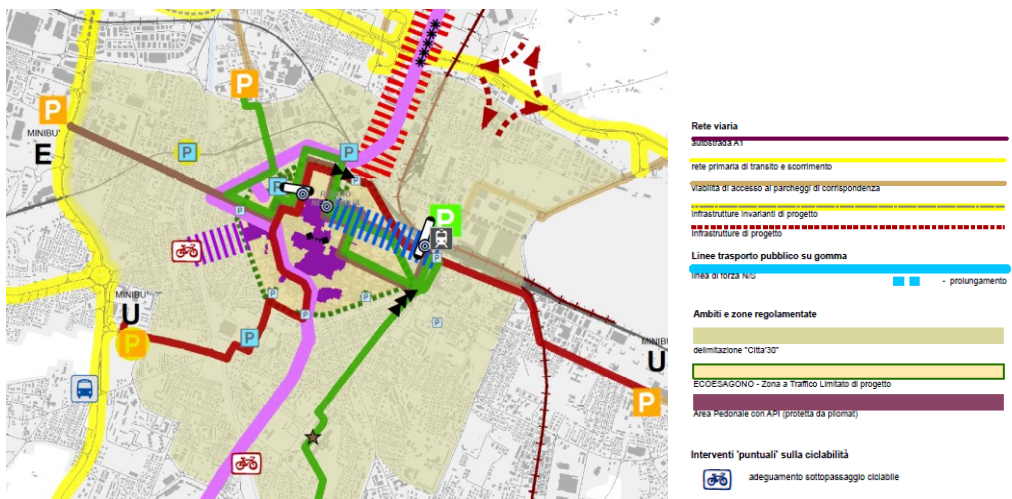 P
P
MINIBU
E
P
P
P
P
P
P
P
P
P
P
P
MINIBU
U
P
P
P
MINIBU
U
P
Rete viaria
autostrada A1
rete primaria di transito e scorrimento
viabilità di accesso ai parcheggi di corrispondenza
Infrastrutture invarianti di progetto
Infrastrutture di progetto
Linee trasporto pubblico su gomma
linea di forza N/S
- prolungamento
Ambiti e zone regolamentate
delimitazione "Citta'30"
ECOESAGONO - Zona a Traffico Limitato di progetto
Area Pedonale con API (protetta da pilomat)
Interventi 'puntuali' sulla ciclabilità
adeguamento sottopassaggio ciclabile